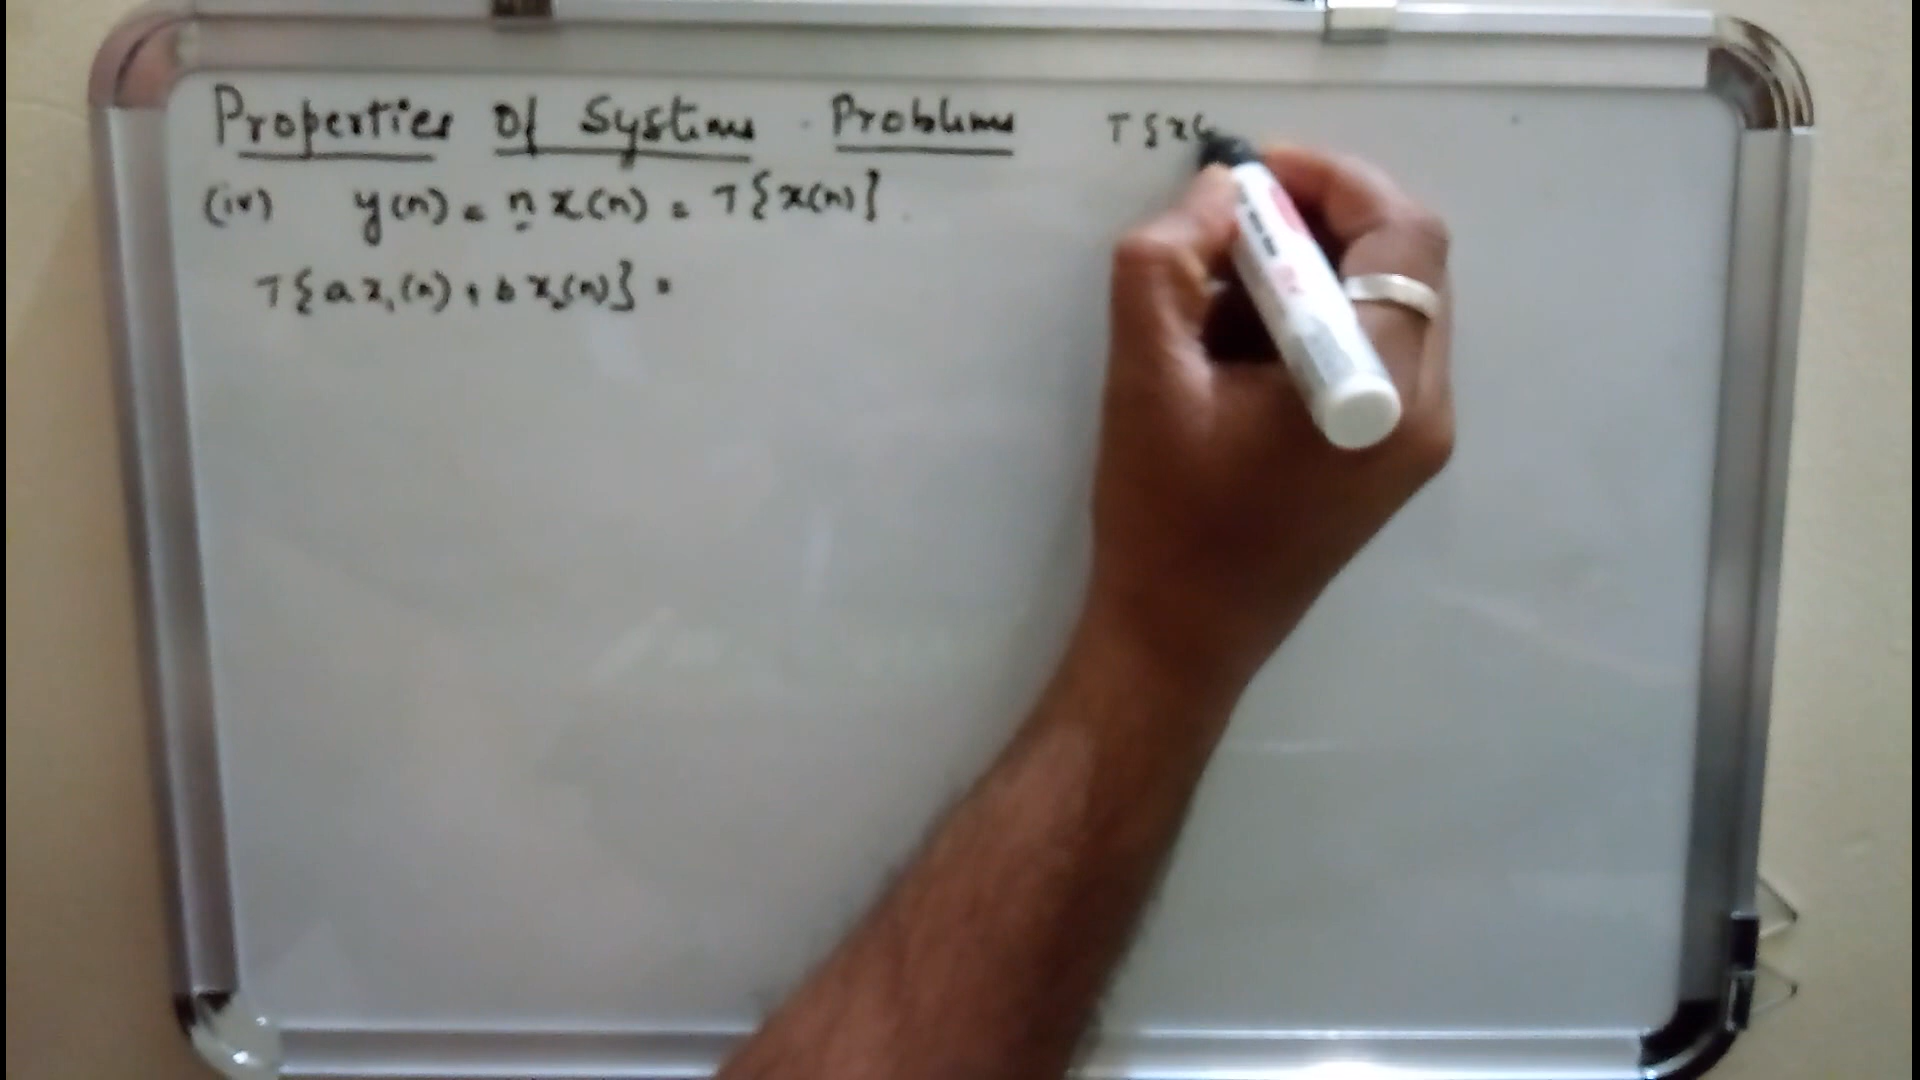 Properties of Systems Problems T{x(
(iv) y(n) = n x(n) = T{x(n)}
T{a x₁(n) + b x₂(n)} =